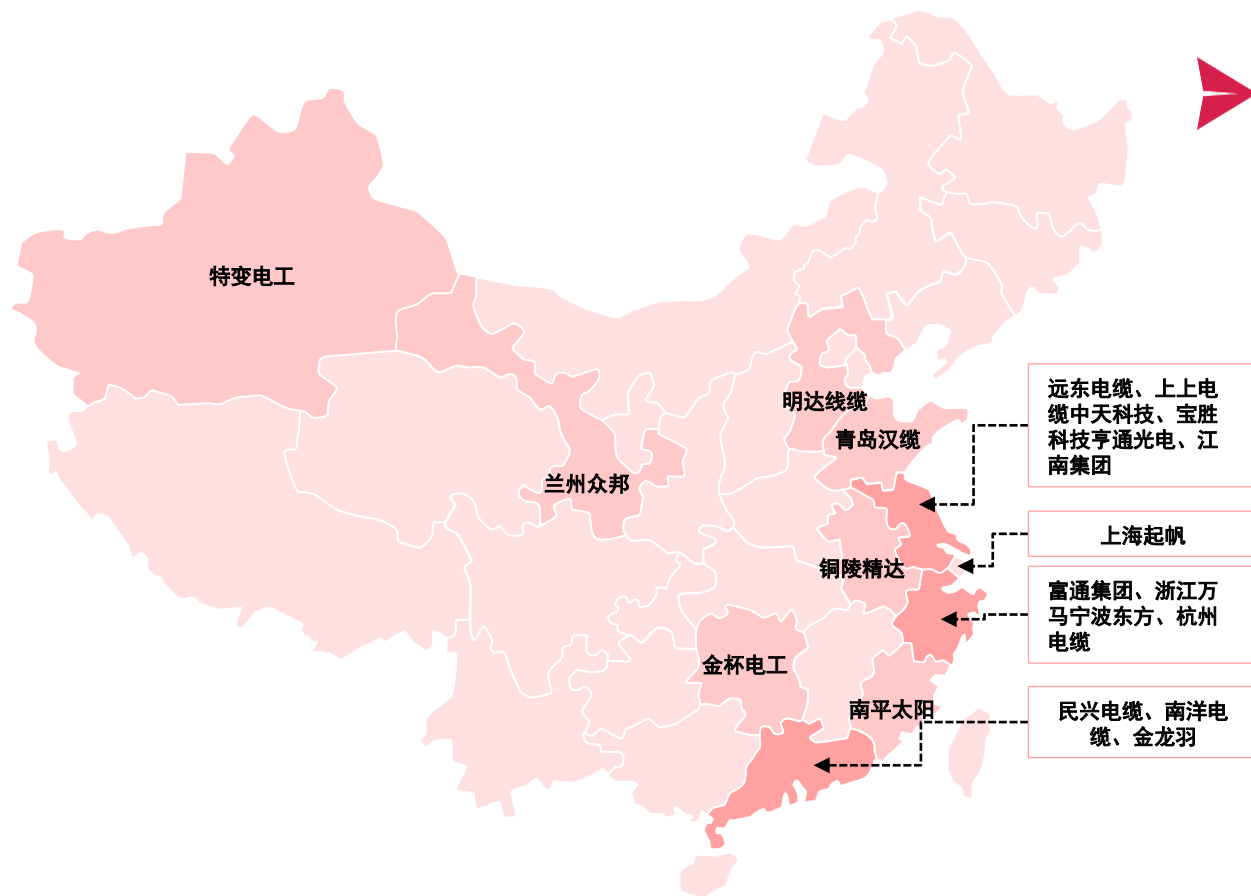 特变电工
明达线缆
青岛汉缆
兰州众邦
铜陵精达
金杯电工
南平太阳
远东电缆、上上电
缆中天科技、宝胜
科技亨通光电、江
南集团
上海起帆
富通集团、浙江万
马宁波东方、杭州
电缆
民兴电缆、南洋电
缆、金龙羽